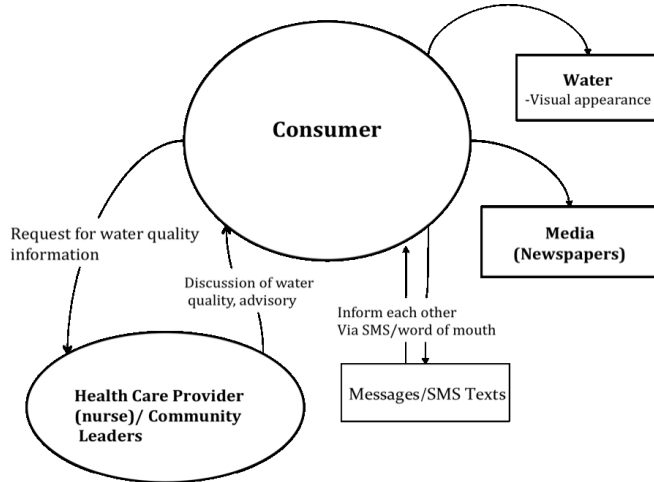 Water
-Visual appearance
Consumer
Media
(Newspapers)
Request for water quality
information
Discussion of water
quality, advisory
Inform each other
Via SMS/word of mouth
Messages/SMS Texts
Health Care Provider
(nurse)/ Community
Leaders